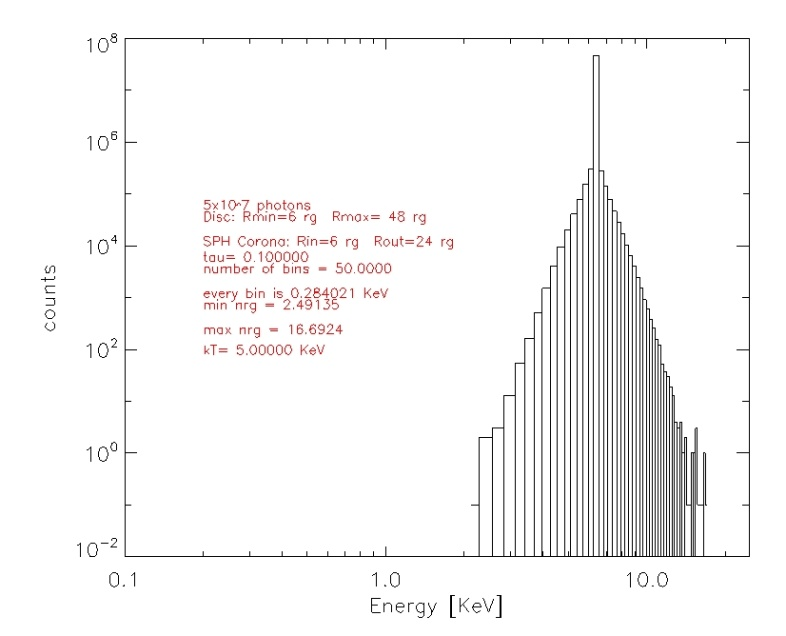 10^8
10^6
10^4
10^2
10^0
10^-2
counts
5x10^7 photons
Disc: Rmin=6 rg Rmax= 48 rg
SPH Corona: Rin=6 rg Rout=24 rg
tau= 0.100000
number of bins = 50.0000
every bin is 0.284021 KeV
min nrg = 2.49135
max nrg = 16.6924
kT= 5.00000 KeV
0.1 1.0 10.0
Energy [KeV]